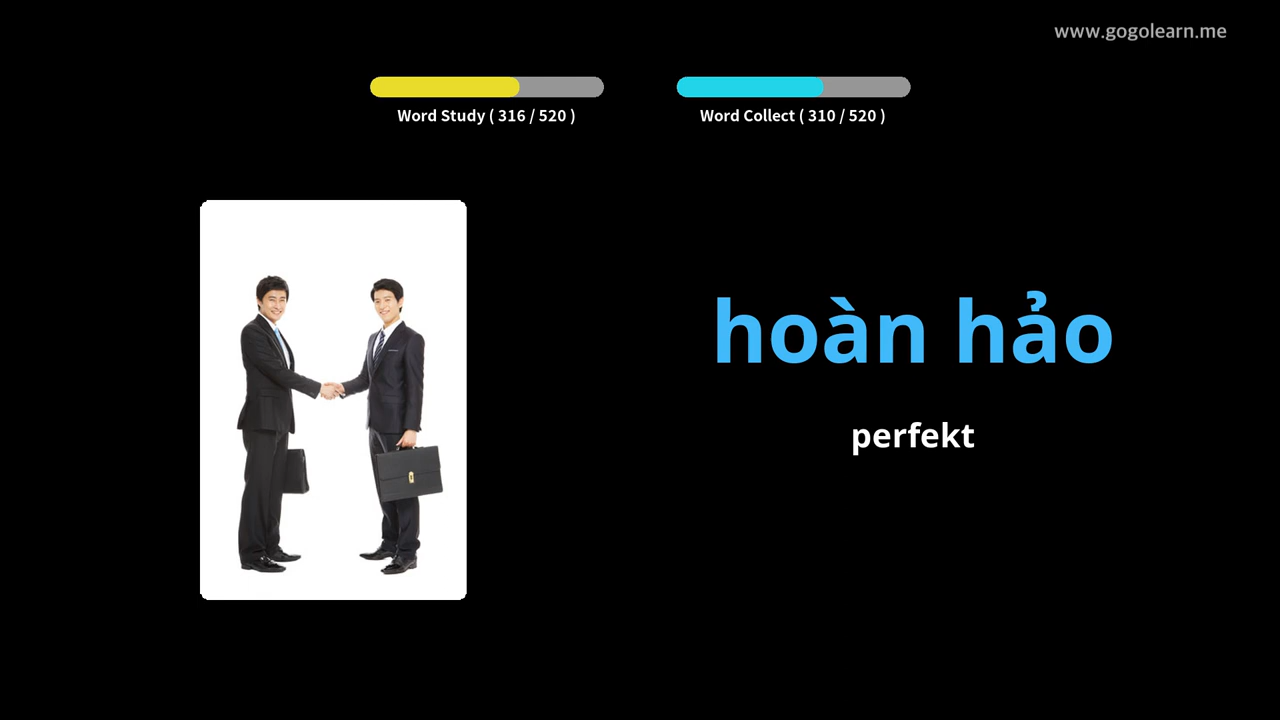 www.gogolearn.me
Word Study ( 316 / 520 )
Word Collect ( 310 / 520 )
hoàn hảo
perfekt